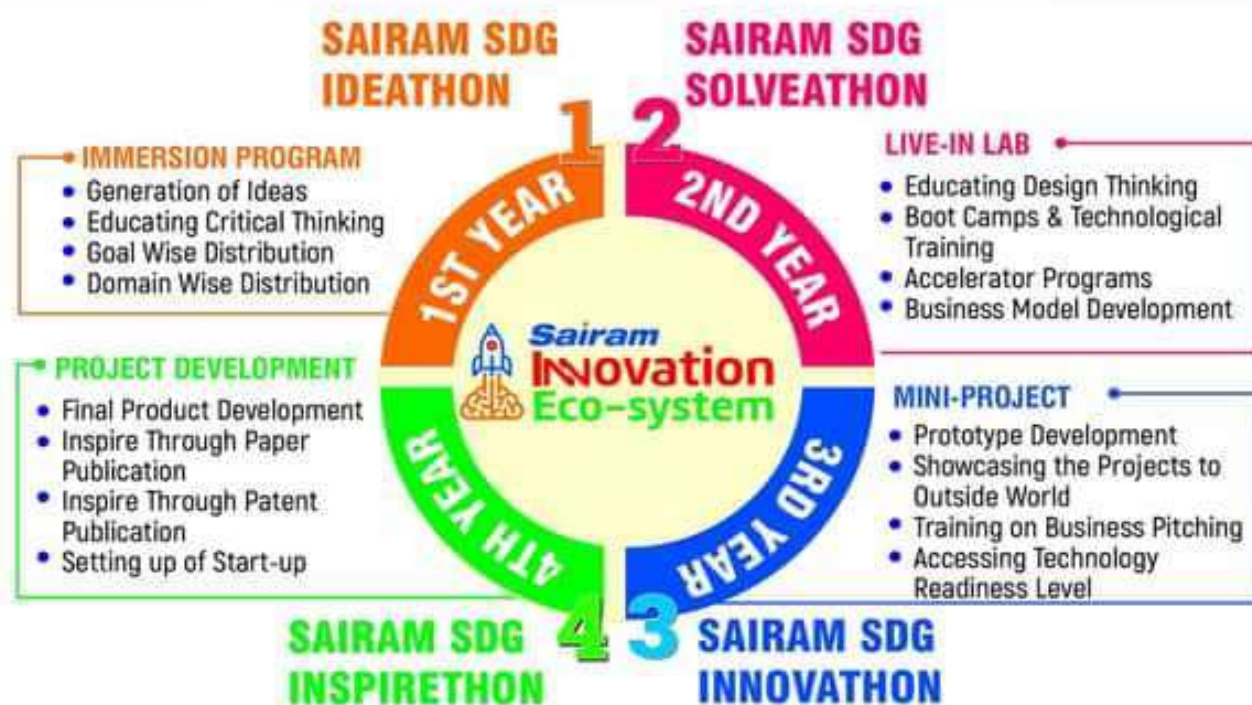 SAIRAM SDG
IDEATHON
1
1ST YEAR
IMMERSION PROGRAM
Generation of Ideas
Educating Critical Thinking
Goal Wise Distribution
Domain Wise Distribution
SAIRAM SDG
SOLVEATHON
2
2ND YEAR
LIVE-IN LAB
Educating Design Thinking
Boot Camps & Technological
Training
Accelerator Programs
Business Model Development
Sairam
Innovation
Eco-system
MINI-PROJECT
Prototype Development
Showcasing the Projects to
Outside World
Training on Business Pitching
Accessing Technology
Readiness Level
3RD YEAR
3
SAIRAM SDG
INNOVATHON
PROJECT DEVELOPMENT
Final Product Development
Inspire Through Paper
Publication
Inspire Through Patent
Publication
Setting up of Start-up
4TH YEAR
4
SAIRAM SDG
INSPIRETHON